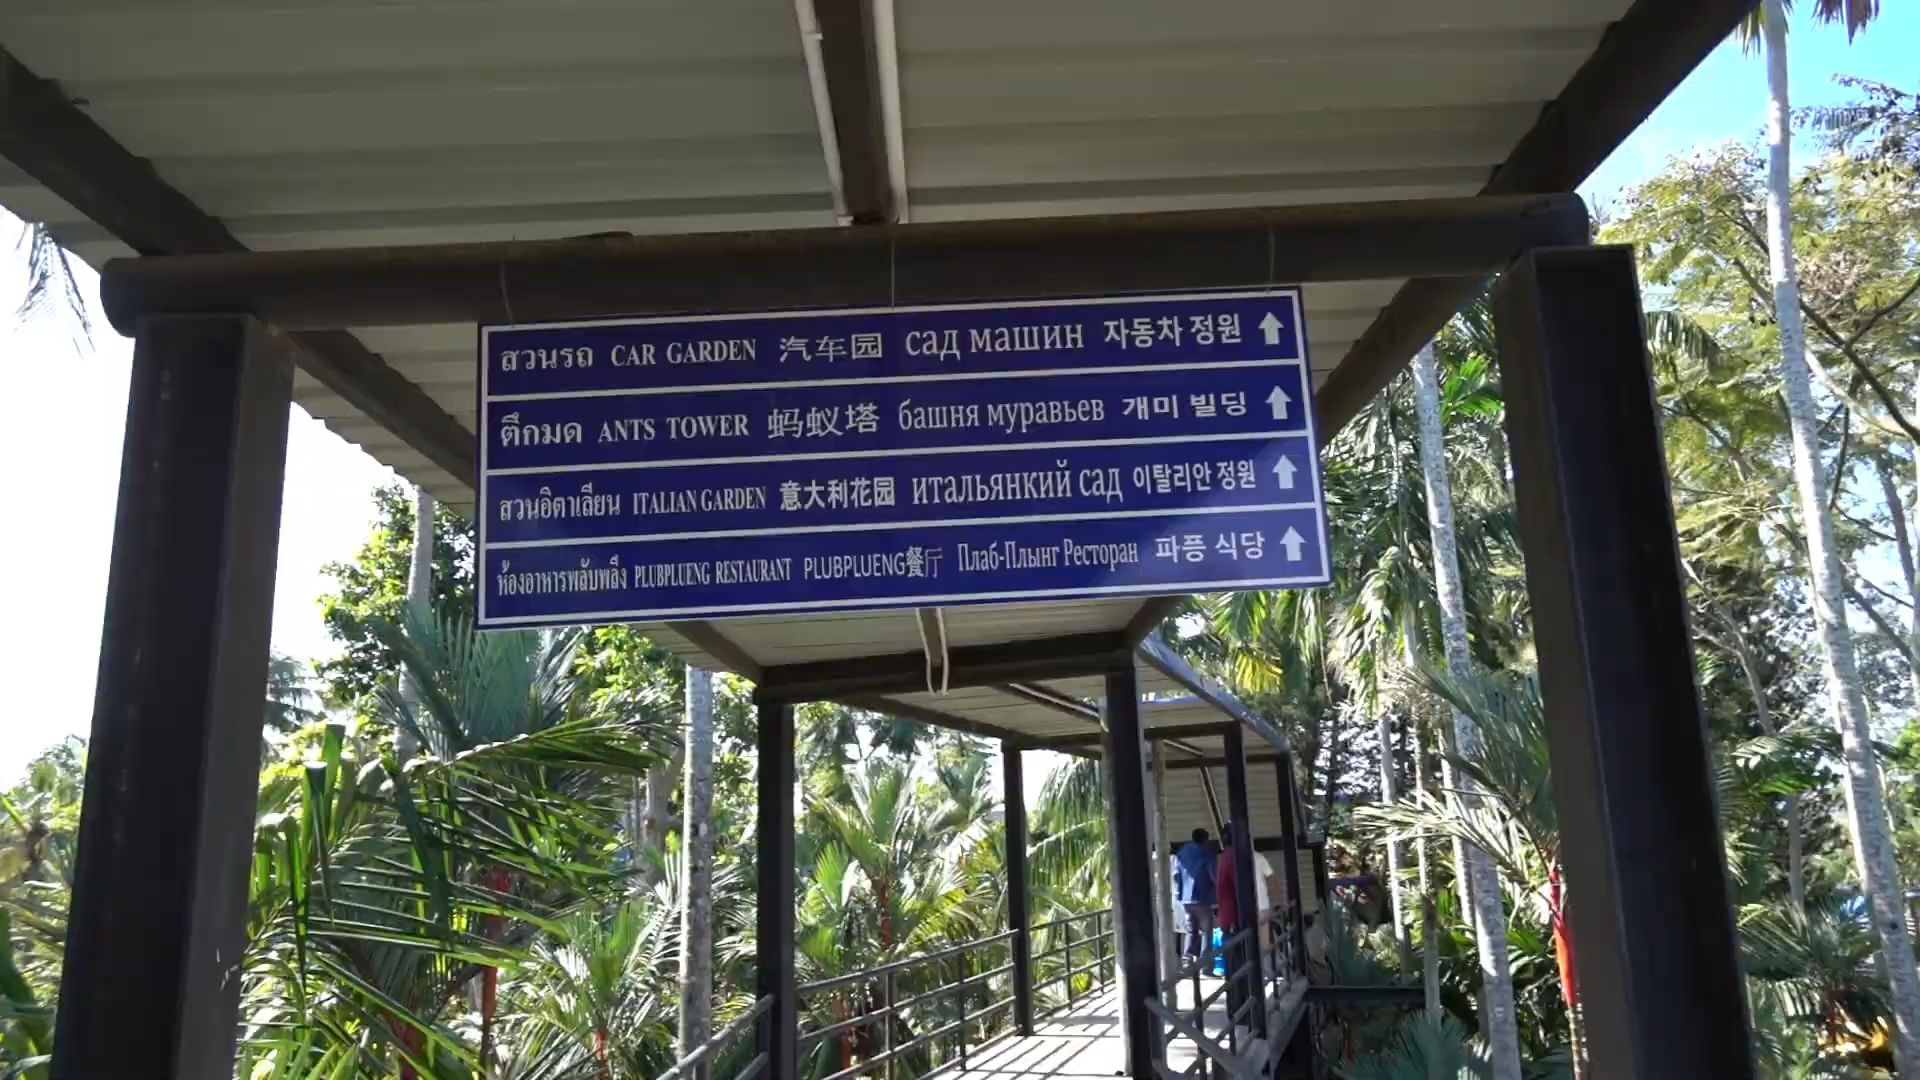 สวนรถ CAR GARDEN 汽车园 сад машин 자동차 정원
ตึกมด ANTS TOWER 蚂蚁塔 башня муравьев 개미 빌딩
สวนอิตาเลียน ITALIAN GARDEN 意大利花园 итальянкий сад 이탈리안 정원
ห้องอาหารพลับพลึง PLUBPLUENG RESTAURANT PLUBPLUENG餐厅 Плаб-Плынг Ресторан 파픙 식당